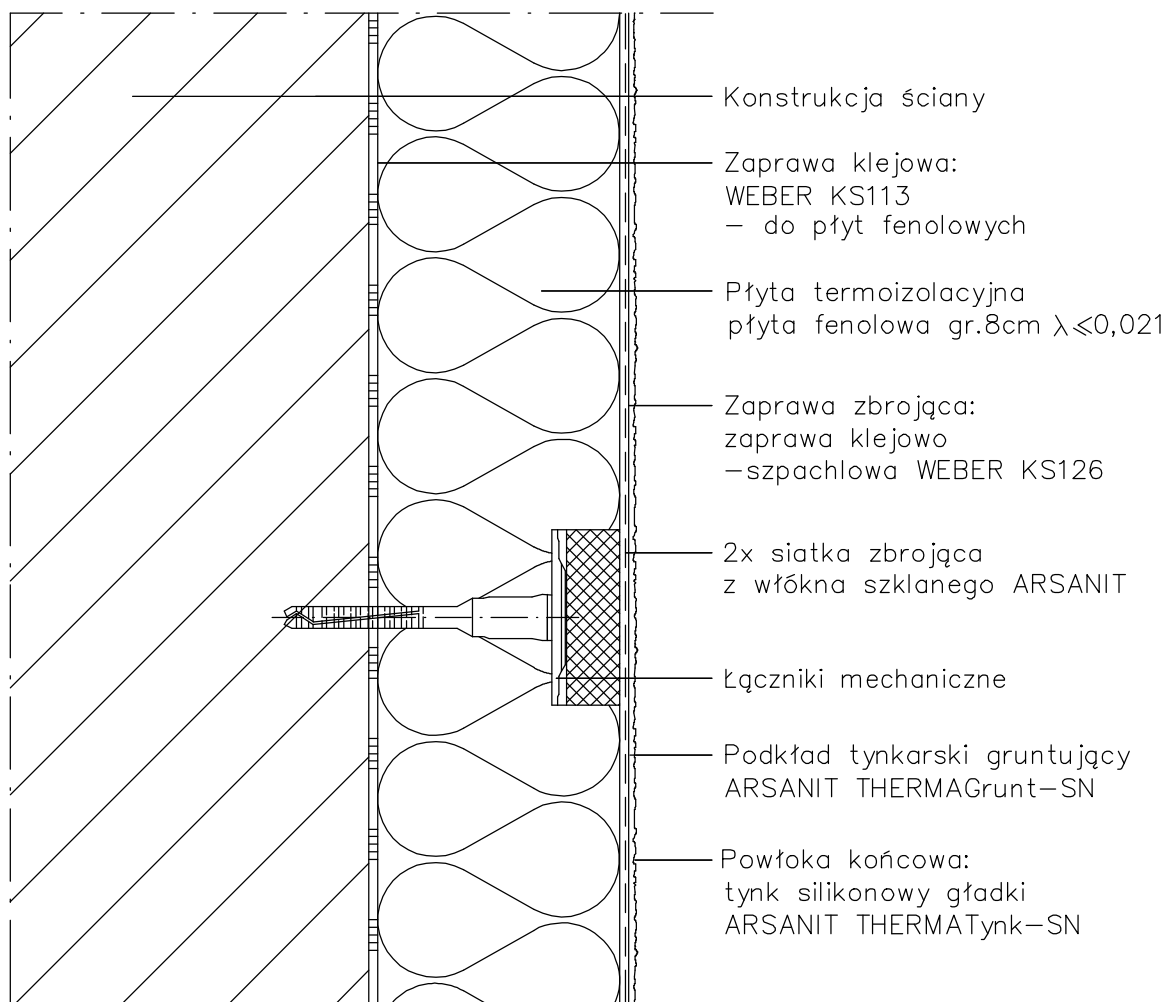 Konstrukcja ściany
Zaprawa klejowa:
WEBER KS113
– do płyt fenolowych
Płyta termoizolacyjna
płyta fenolowa gr.8cm λ⩽0,021
Zaprawa zbrojąca:
zaprawa klejowo
–szpachlowa WEBER KS126
2x siatka zbrojąca
z włókna szklanego ARSANIT
Łączniki mechaniczne
Podkład tynkarski gruntujący
ARSANIT THERMAGrunt–SN
Powłoka końcowa:
tynk silikonowy gładki
ARSANIT THERMATynk–SN